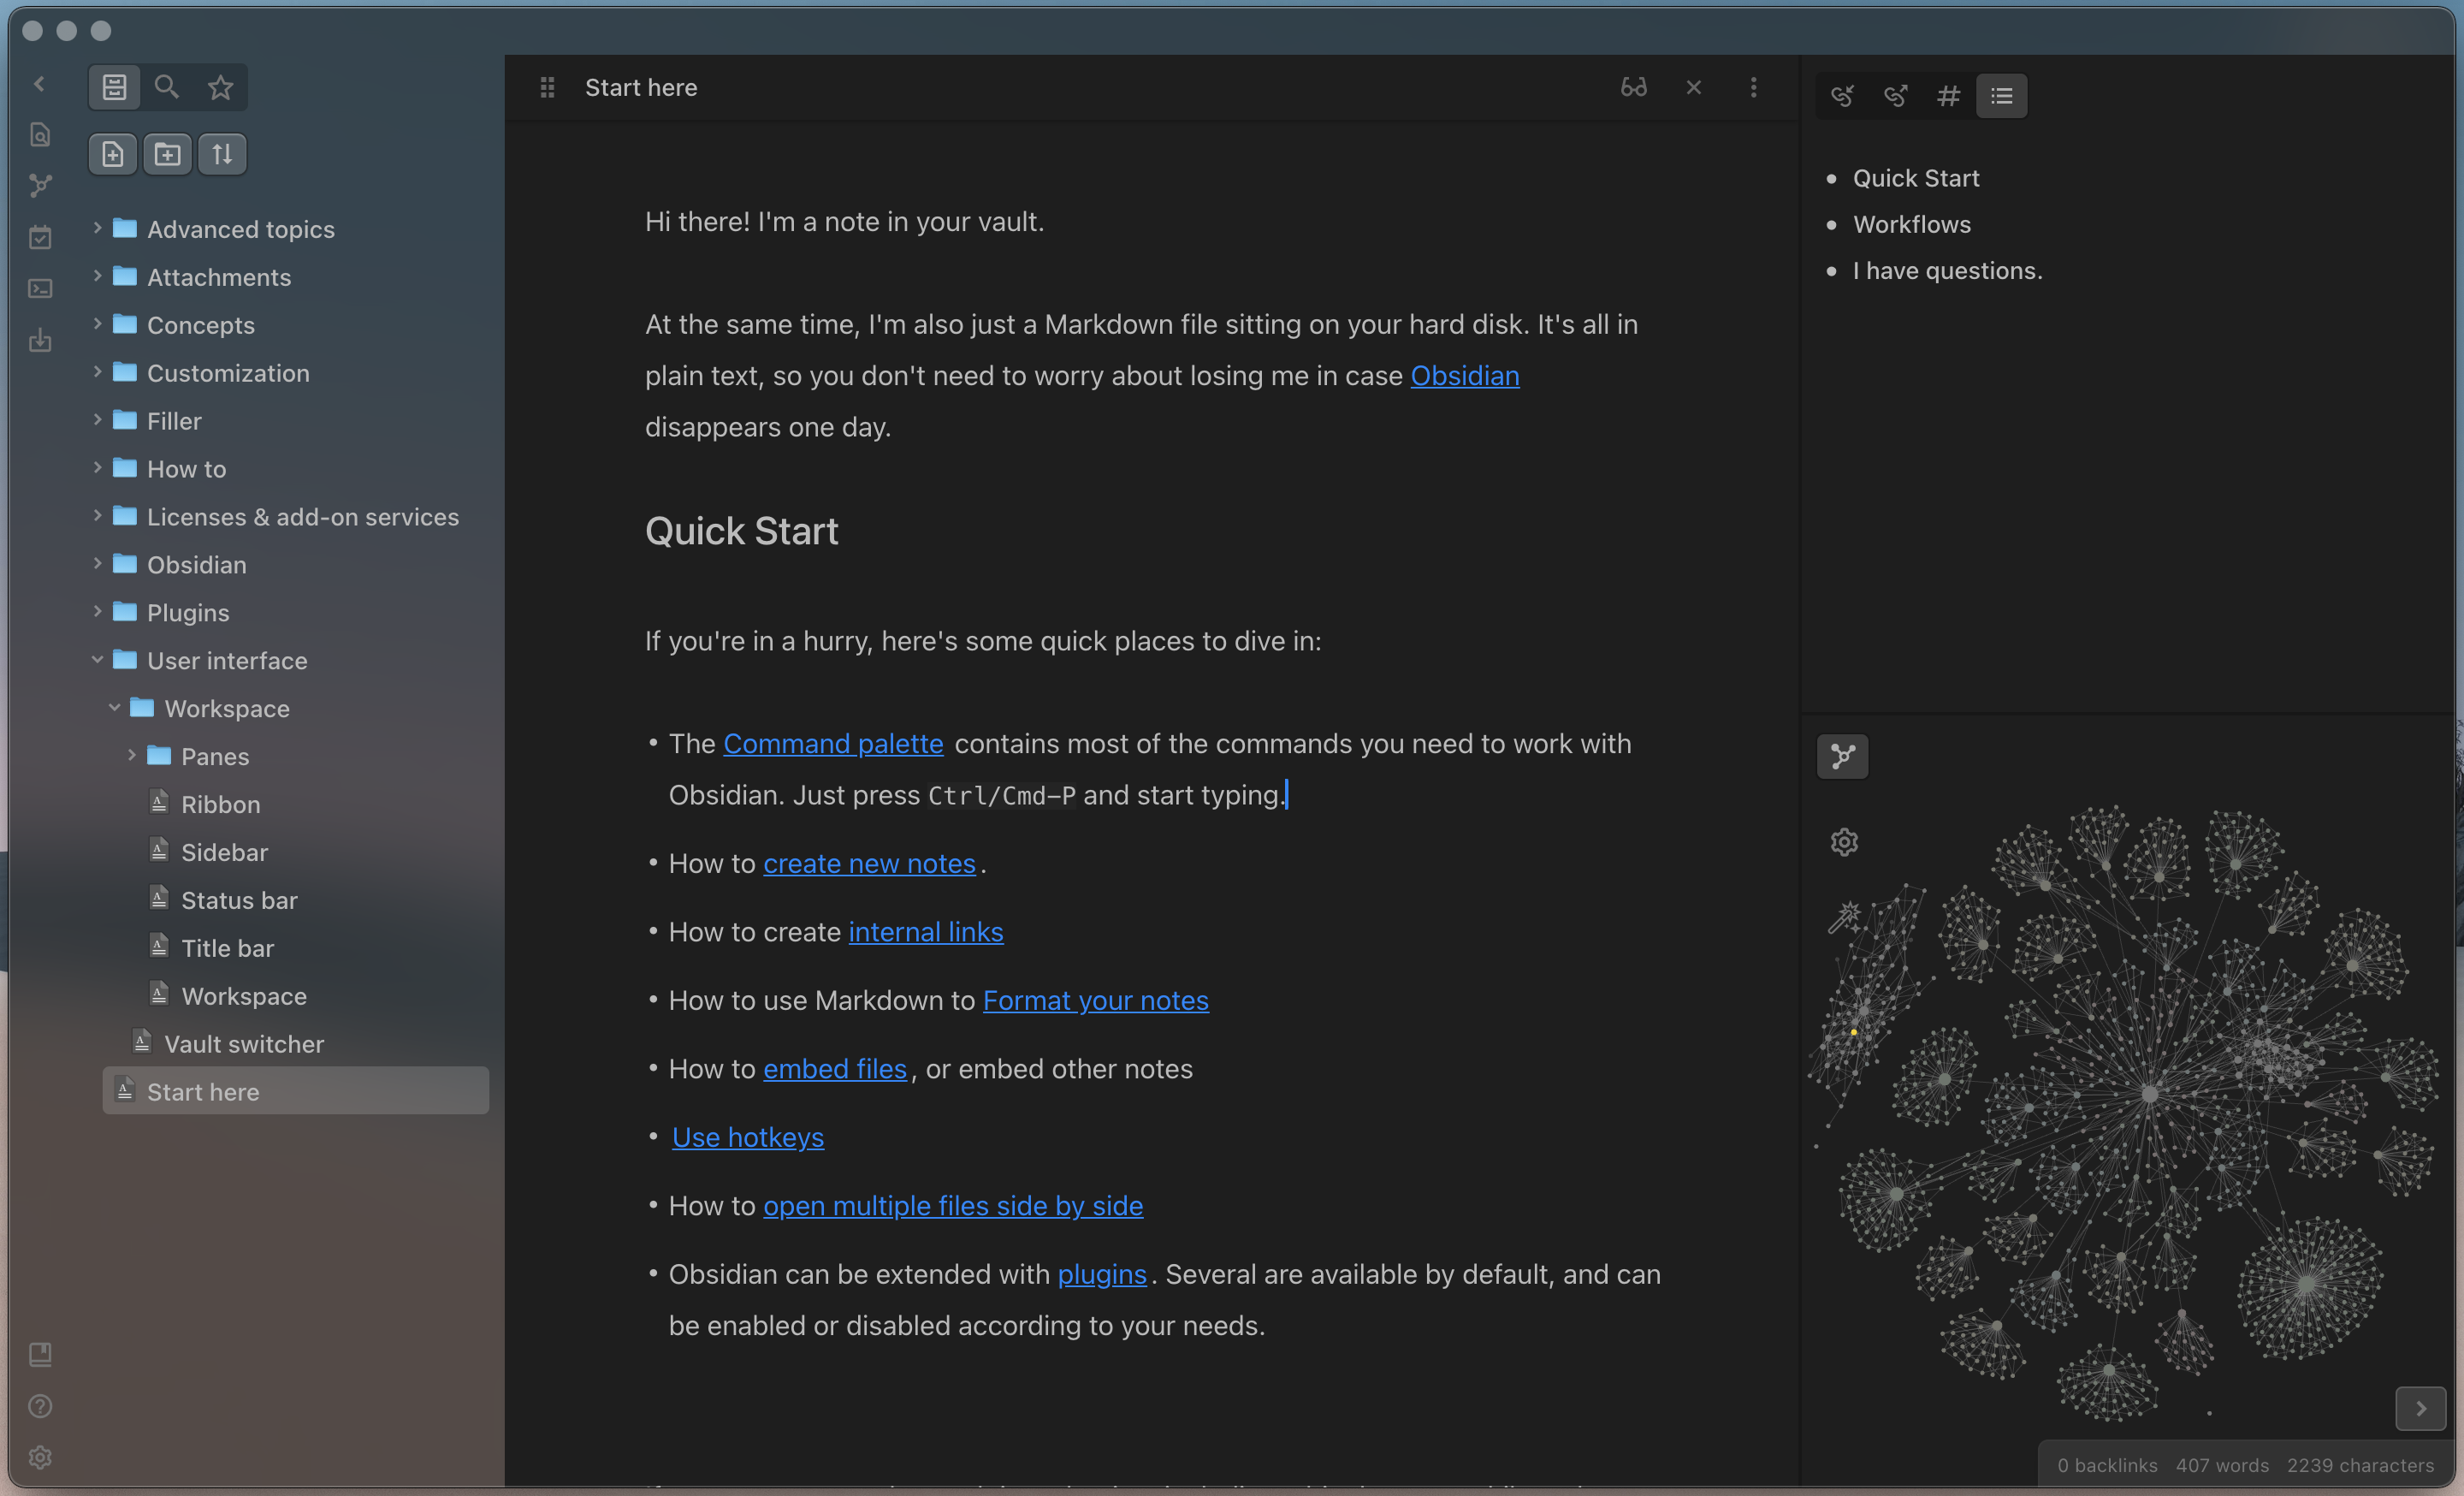 Start here
Advanced topics
Attachments
Concepts
Customization
Filler
How to
Licenses & add-on services
Obsidian
Plugins
User interface
Workspace
Panes
Ribbon
Sidebar
Status bar
Title bar
Workspace
Vault switcher
Start here
Hi there! I'm a note in your vault.
At the same time, I'm also just a Markdown file sitting on your hard disk. It's all in
plain text, so you don't need to worry about losing me in case Obsidian
disappears one day.
Quick Start
If you're in a hurry, here's some quick places to dive in:
• The Command palette contains most of the commands you need to work with
Obsidian. Just press Ctrl/Cmd-P and start typing.
• How to create new notes.
• How to create internal links
• How to use Markdown to Format your notes
• How to embed files, or embed other notes
• Use hotkeys
• How to open multiple files side by side
• Obsidian can be extended with plugins. Several are available by default, and can
be enabled or disabled according to your needs.
• Quick Start
• Workflows
• I have questions.
0 backlinks 407 words 2239 characters